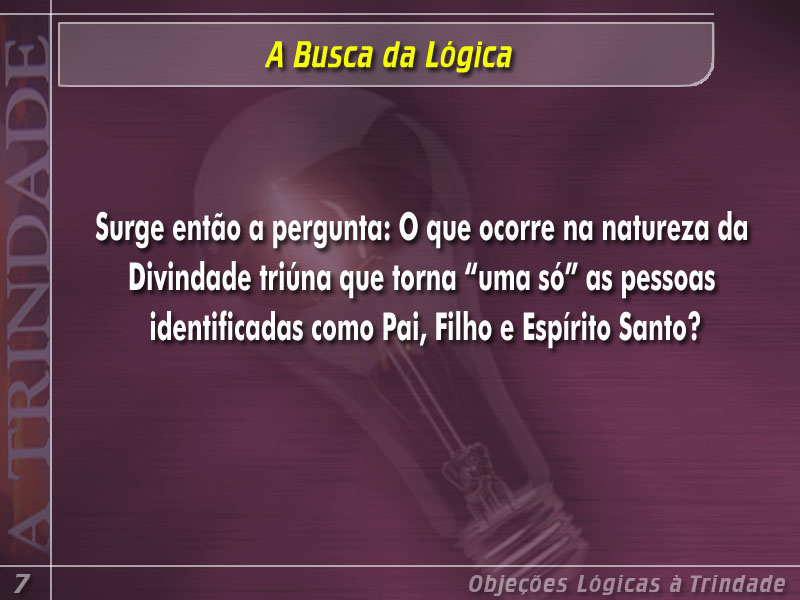 A Busca da Lógica
Surge então a pergunta: O que ocorre na natureza da
Divindade triúna que torna “uma só” as pessoas
identificadas como Pai, Filho e Espírito Santo?
A TRINDADE
7
Objeções Lógicas à Trindade